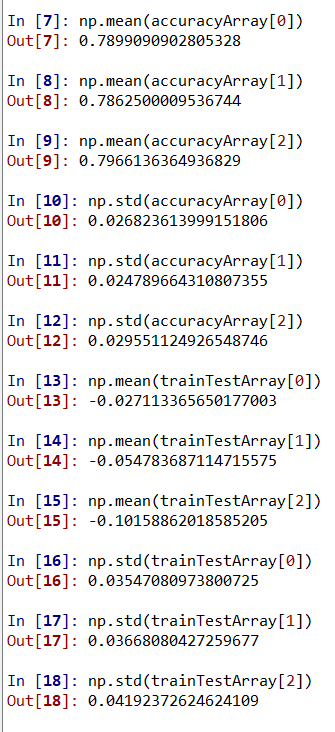 In [7]: np.mean(accuracyArray[0])
Out[7]: 0.7899090902805328
In [8]: np.mean(accuracyArray[1])
Out[8]: 0.7862500009536744
In [9]: np.mean(accuracyArray[2])
Out[9]: 0.7966136364936829
In [10]: np.std(accuracyArray[0])
Out[10]: 0.026823613999151806
In [11]: np.std(accuracyArray[1])
Out[11]: 0.024789664310807355
In [12]: np.std(accuracyArray[2])
Out[12]: 0.029551124926548746
In [13]: np.mean(trainTestArray[0])
Out[13]: -0.027113365650177003
In [14]: np.mean(trainTestArray[1])
Out[14]: -0.054783687114715575
In [15]: np.mean(trainTestArray[2])
Out[15]: -0.10158862018585205
In [16]: np.std(trainTestArray[0])
Out[16]: 0.03547080973800725
In [17]: np.std(trainTestArray[1])
Out[17]: 0.03668080427259677
In [18]: np.std(trainTestArray[2])
Out[18]: 0.04192372624624109